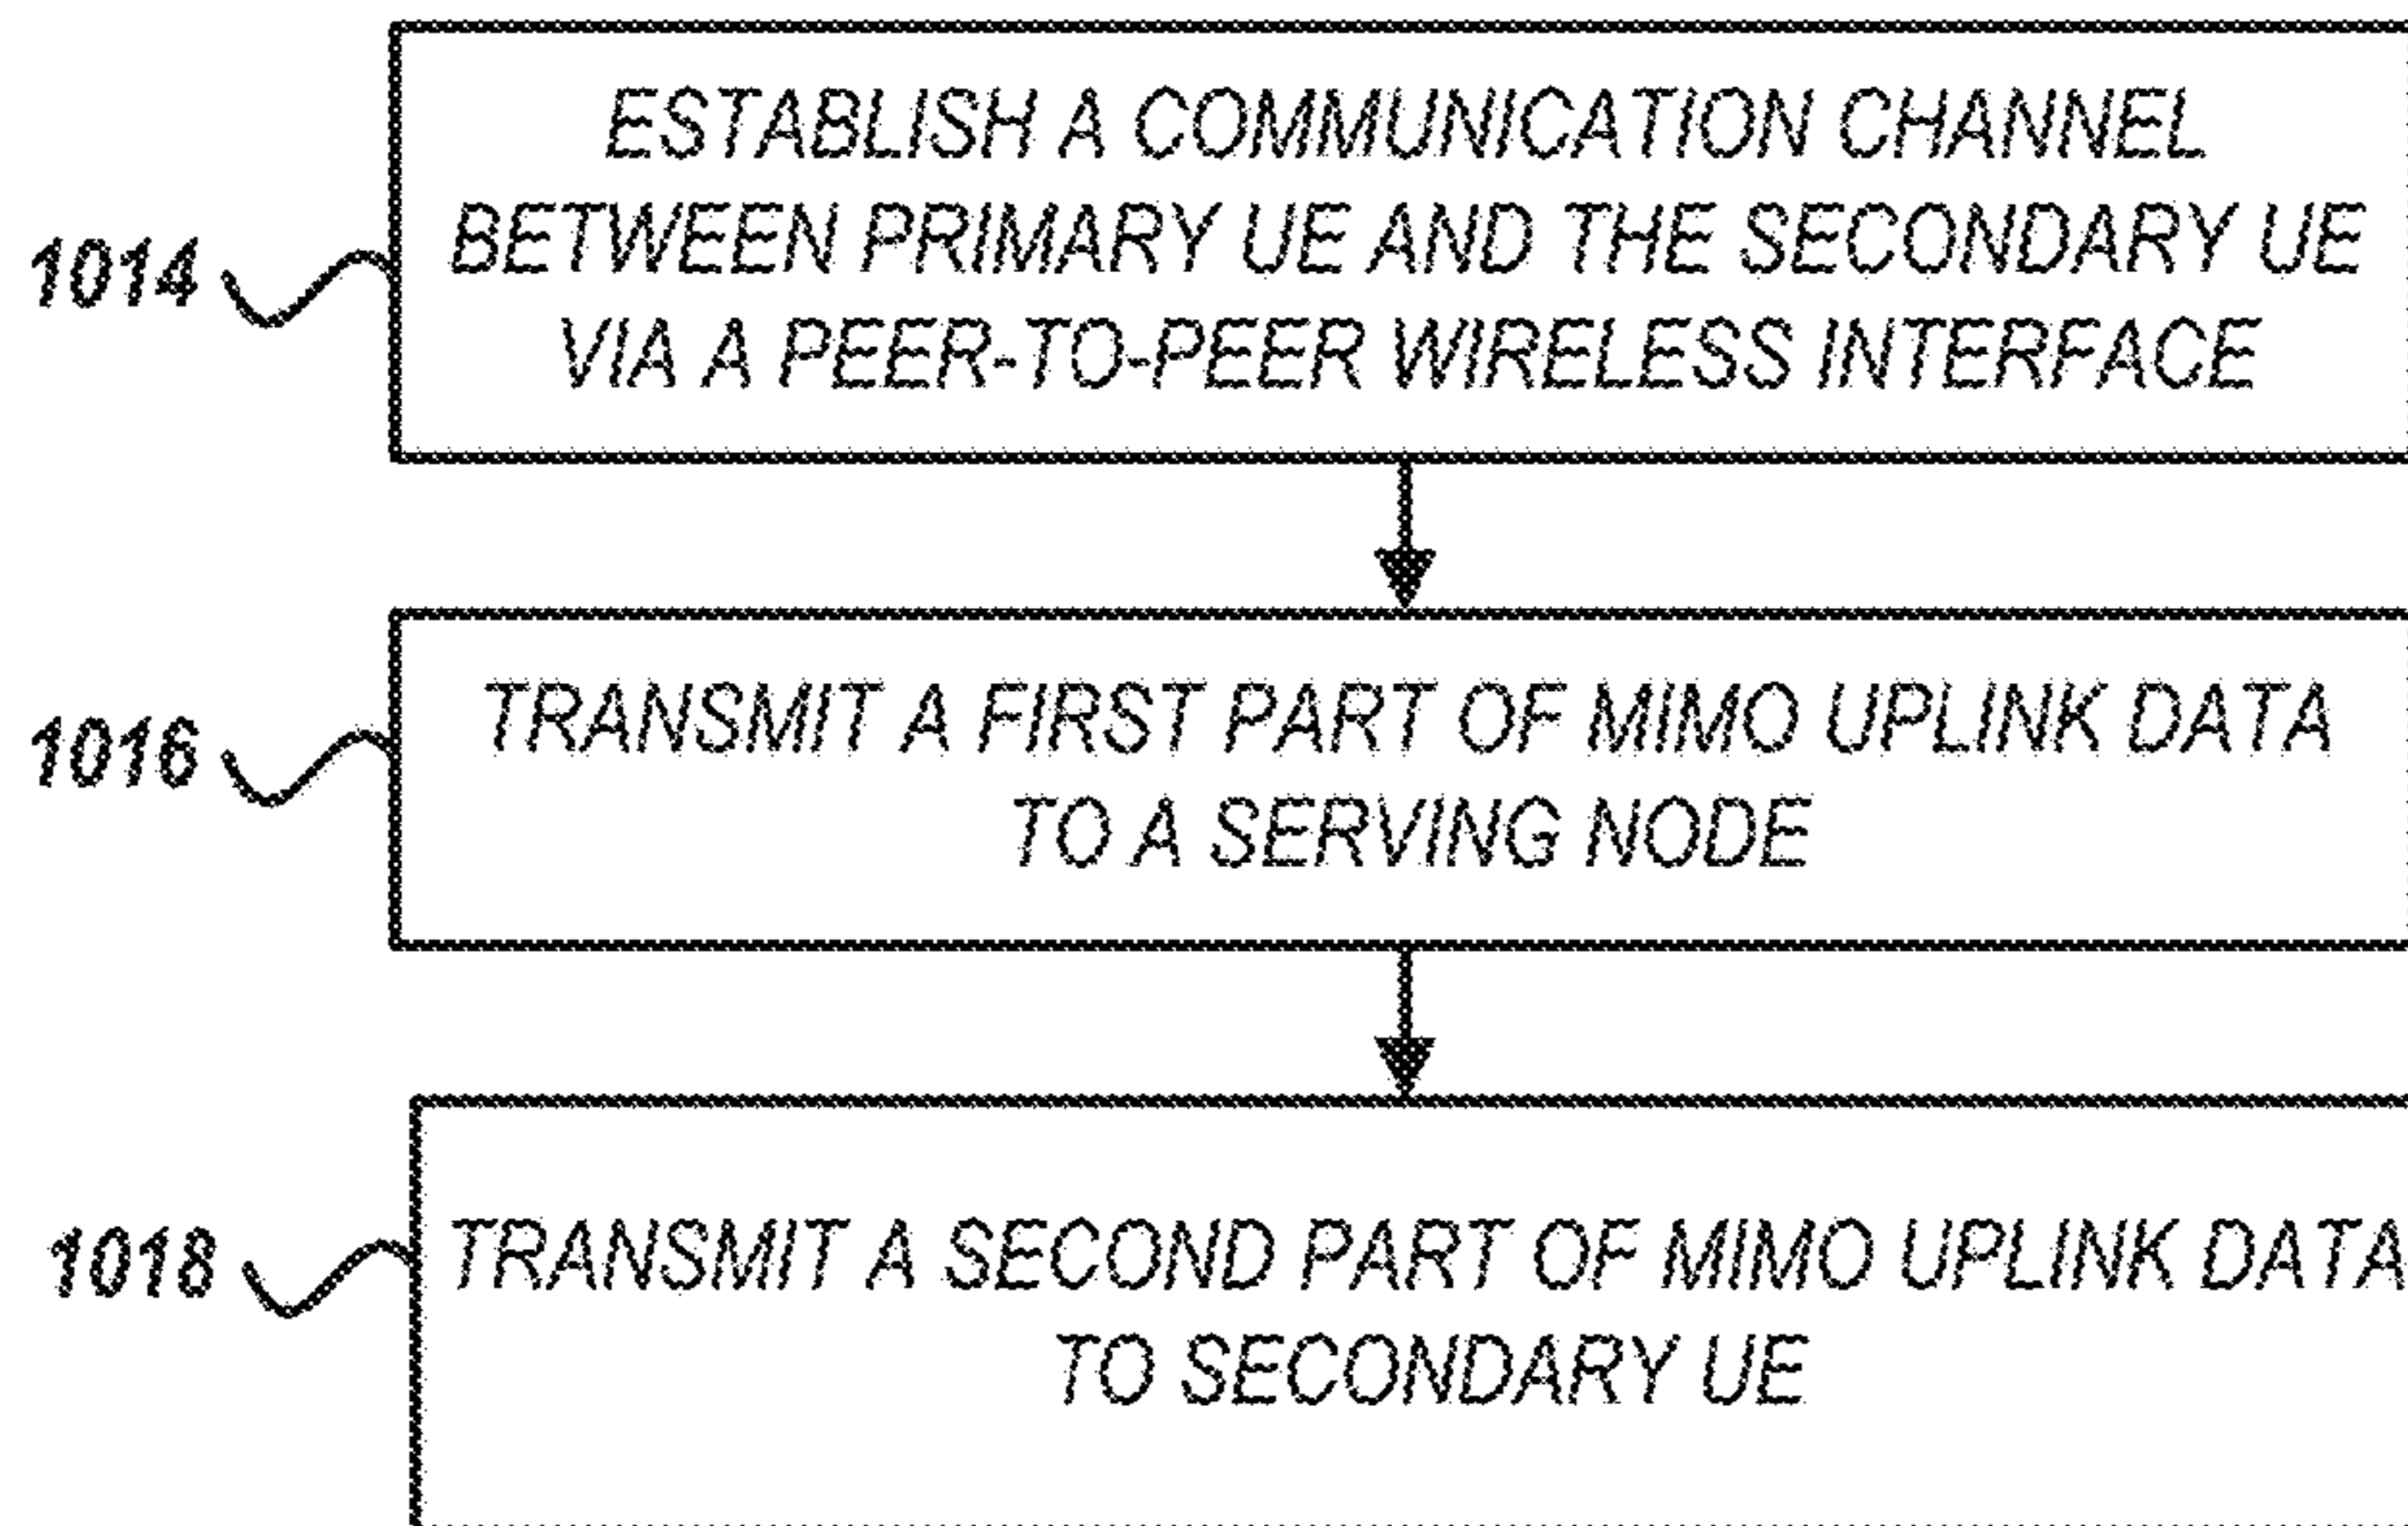 ESTABLISH A COMMUNICATION CHANNEL
1014 BETWEEN PRIMARY UE AND THE SECONDARY UE
VIA A PEER-TO-PEER WIRELESS INTERFACE
1016 TRANSMIT A FIRST PART OF MIMO UPLINK DATA
TO A SERVING NODE
1018 TRANSMIT A SECOND PART OF MIMO UPLINK DATA
TO SECONDARY UE